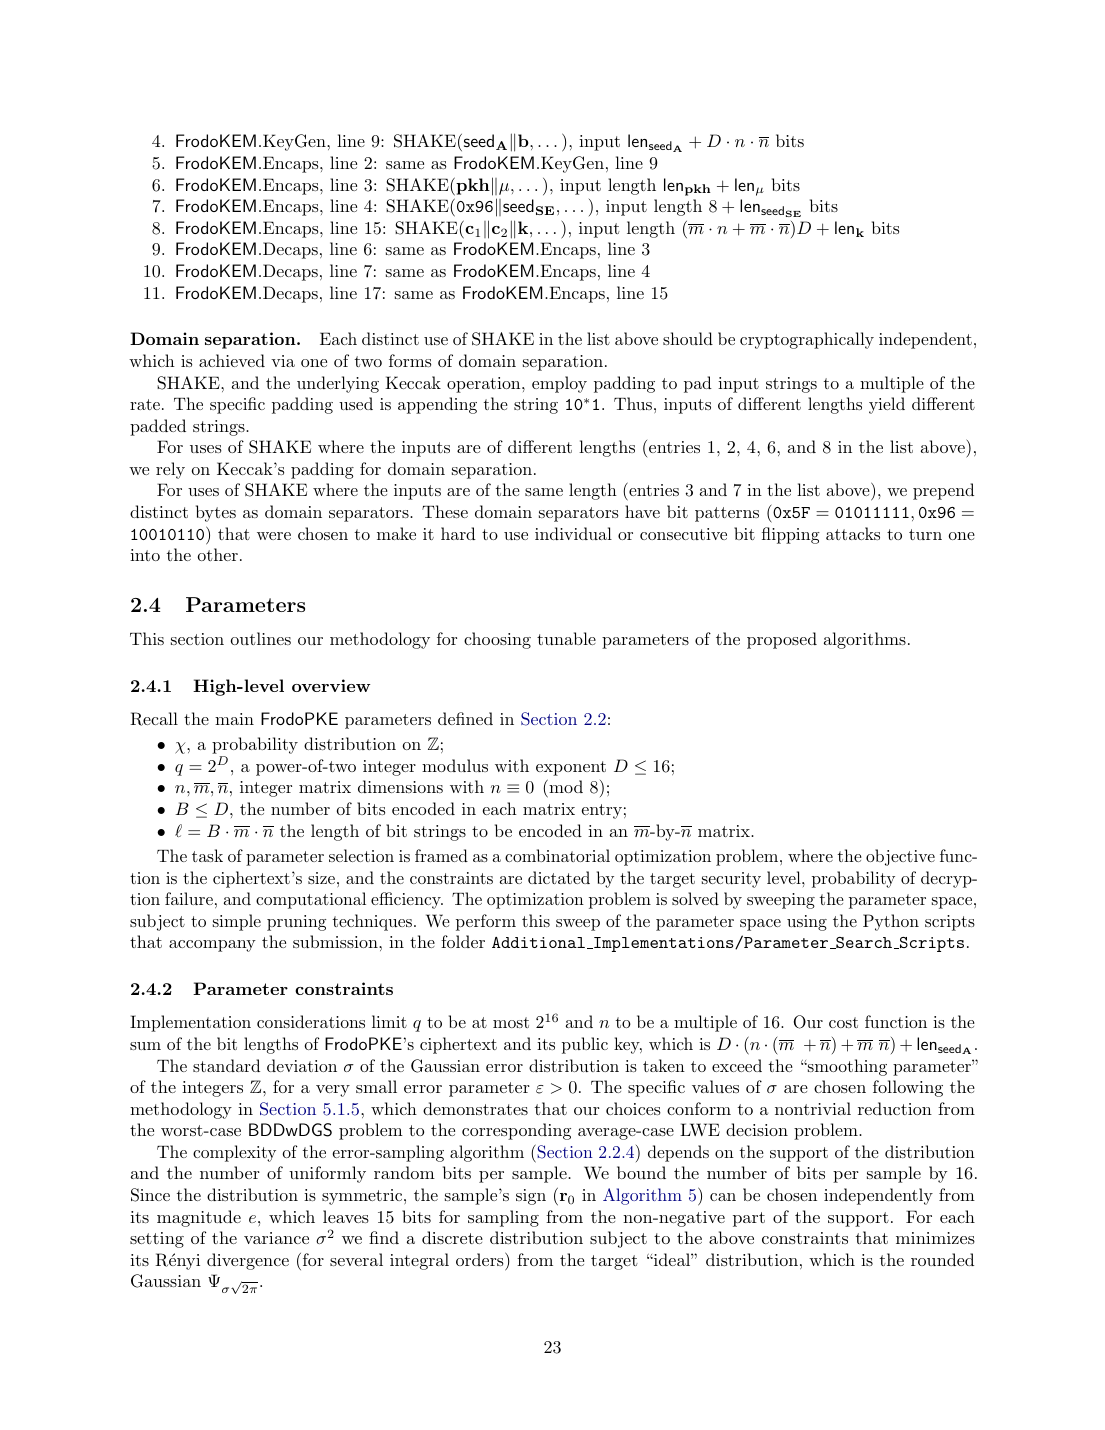 4. FrodoKEM.KeyGen, line 9: SHAKE(seed_A‖b, . . . ), input len_{seed_A} + D · n · n̅ bits
5. FrodoKEM.Encaps, line 2: same as FrodoKEM.KeyGen, line 9
6. FrodoKEM.Encaps, line 3: SHAKE(pkh‖μ, . . . ), input length len_pkh + len_μ bits
7. FrodoKEM.Encaps, line 4: SHAKE(0x96‖seed_SE, . . . ), input length 8 + len_{seed_SE} bits
8. FrodoKEM.Encaps, line 15: SHAKE(c₁‖c₂‖k, . . . ), input length (m̅ · n + m̅ · n̅)D + len_k bits
9. FrodoKEM.Decaps, line 6: same as FrodoKEM.Encaps, line 3
10. FrodoKEM.Decaps, line 7: same as FrodoKEM.Encaps, line 4
11. FrodoKEM.Decaps, line 17: same as FrodoKEM.Encaps, line 15
Domain separation. Each distinct use of SHAKE in the list above should be cryptographically independent,
which is achieved via one of two forms of domain separation.
SHAKE, and the underlying Keccak operation, employ padding to pad input strings to a multiple of the
rate. The specific padding used is appending the string 10*1. Thus, inputs of different lengths yield different
padded strings.
For uses of SHAKE where the inputs are of different lengths (entries 1, 2, 4, 6, and 8 in the list above),
we rely on Keccak's padding for domain separation.
For uses of SHAKE where the inputs are of the same length (entries 3 and 7 in the list above), we prepend
distinct bytes as domain separators. These domain separators have bit patterns (0x5F = 01011111, 0x96 =
10010110) that were chosen to make it hard to use individual or consecutive bit flipping attacks to turn one
into the other.
2.4 Parameters
This section outlines our methodology for choosing tunable parameters of the proposed algorithms.
2.4.1 High-level overview
Recall the main FrodoPKE parameters defined in Section 2.2:
• χ, a probability distribution on ℤ;
• q = 2^D, a power-of-two integer modulus with exponent D ≤ 16;
• n, m̅, n̅, integer matrix dimensions with n ≡ 0 (mod 8);
• B ≤ D, the number of bits encoded in each matrix entry;
• ℓ = B · m̅ · n̅ the length of bit strings to be encoded in an m̅-by-n̅ matrix.
The task of parameter selection is framed as a combinatorial optimization problem, where the objective func-
tion is the ciphertext's size, and the constraints are dictated by the target security level, probability of decryp-
tion failure, and computational efficiency. The optimization problem is solved by sweeping the parameter space,
subject to simple pruning techniques. We perform this sweep of the parameter space using the Python scripts
that accompany the submission, in the folder Additional_Implementations/Parameter_Search_Scripts.
2.4.2 Parameter constraints
Implementation considerations limit q to be at most 2^16 and n to be a multiple of 16. Our cost function is the
sum of the bit lengths of FrodoPKE's ciphertext and its public key, which is D · (n · (m̅ + n̅) + m̅ n̅) + len_{seed_A}.
The standard deviation σ of the Gaussian error distribution is taken to exceed the “smoothing parameter”
of the integers ℤ, for a very small error parameter ε > 0. The specific values of σ are chosen following the
methodology in Section 5.1.5, which demonstrates that our choices conform to a nontrivial reduction from
the worst-case BDDwDGS problem to the corresponding average-case LWE decision problem.
The complexity of the error-sampling algorithm (Section 2.2.4) depends on the support of the distribution
and the number of uniformly random bits per sample. We bound the number of bits per sample by 16.
Since the distribution is symmetric, the sample's sign (r₀ in Algorithm 5) can be chosen independently from
its magnitude e, which leaves 15 bits for sampling from the non-negative part of the support. For each
setting of the variance σ² we find a discrete distribution subject to the above constraints that minimizes
its Rényi divergence (for several integral orders) from the target “ideal” distribution, which is the rounded
Gaussian Ψ_{σ√2π}.
23